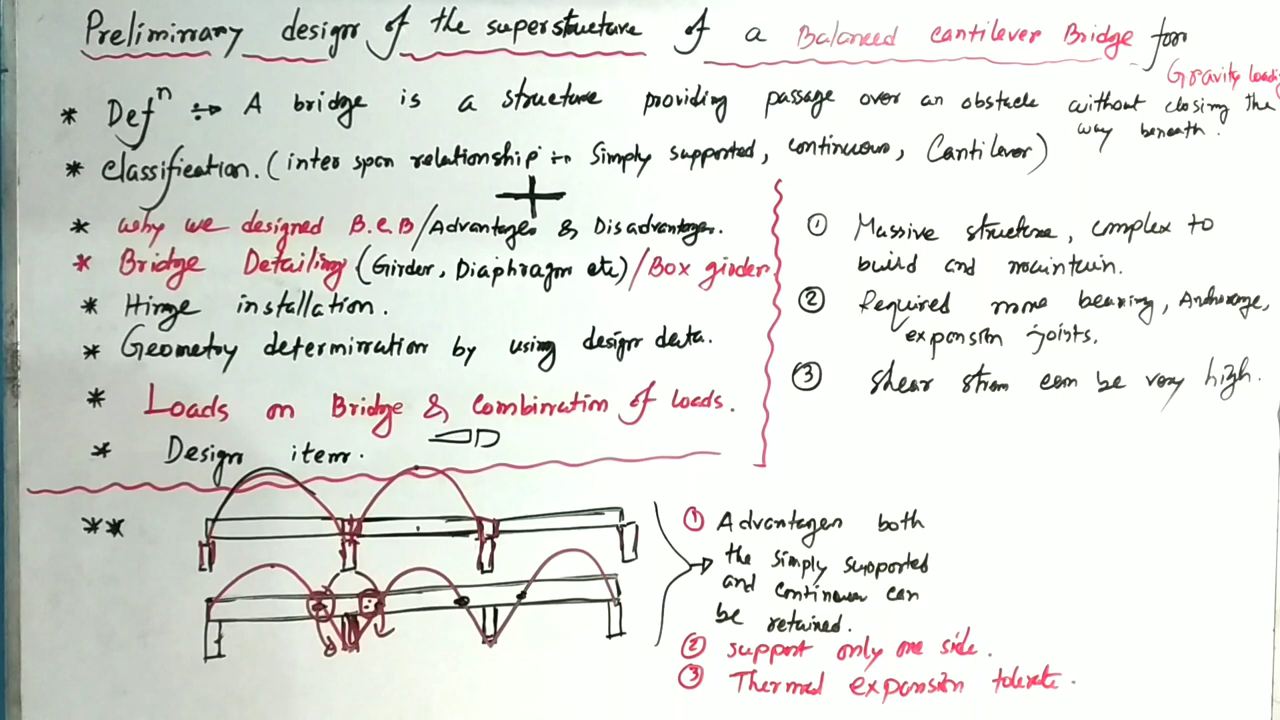 Preliminary design of the superstructure of a Balanced cantilever Bridge for
Gravity loadi
* Defⁿ :→ A bridge is a structure providing passage over an obstacle without closing the
way beneath.
* Classification. (inter span relationship :- Simply supported, continuous, Cantilever)
* Why we designed B.C.B/Advantages & Disadvantages.
* Bridge Detailing (Girder, Diaphragm etc)/Box girder
* Hinge installation.
* Geometry determination by using design data.
* Loads on Bridge & Combination of loads.
* Design item.
① Massive structure, complex to
build and maintain.
② Required more bearing, Anchorage,
expansion joints.
③ Shear stress can be very high.
**
① Advantages both
the simply supported
and continuous can
be retained.
② Support only one side.
③ Thermal expansion tolerate.